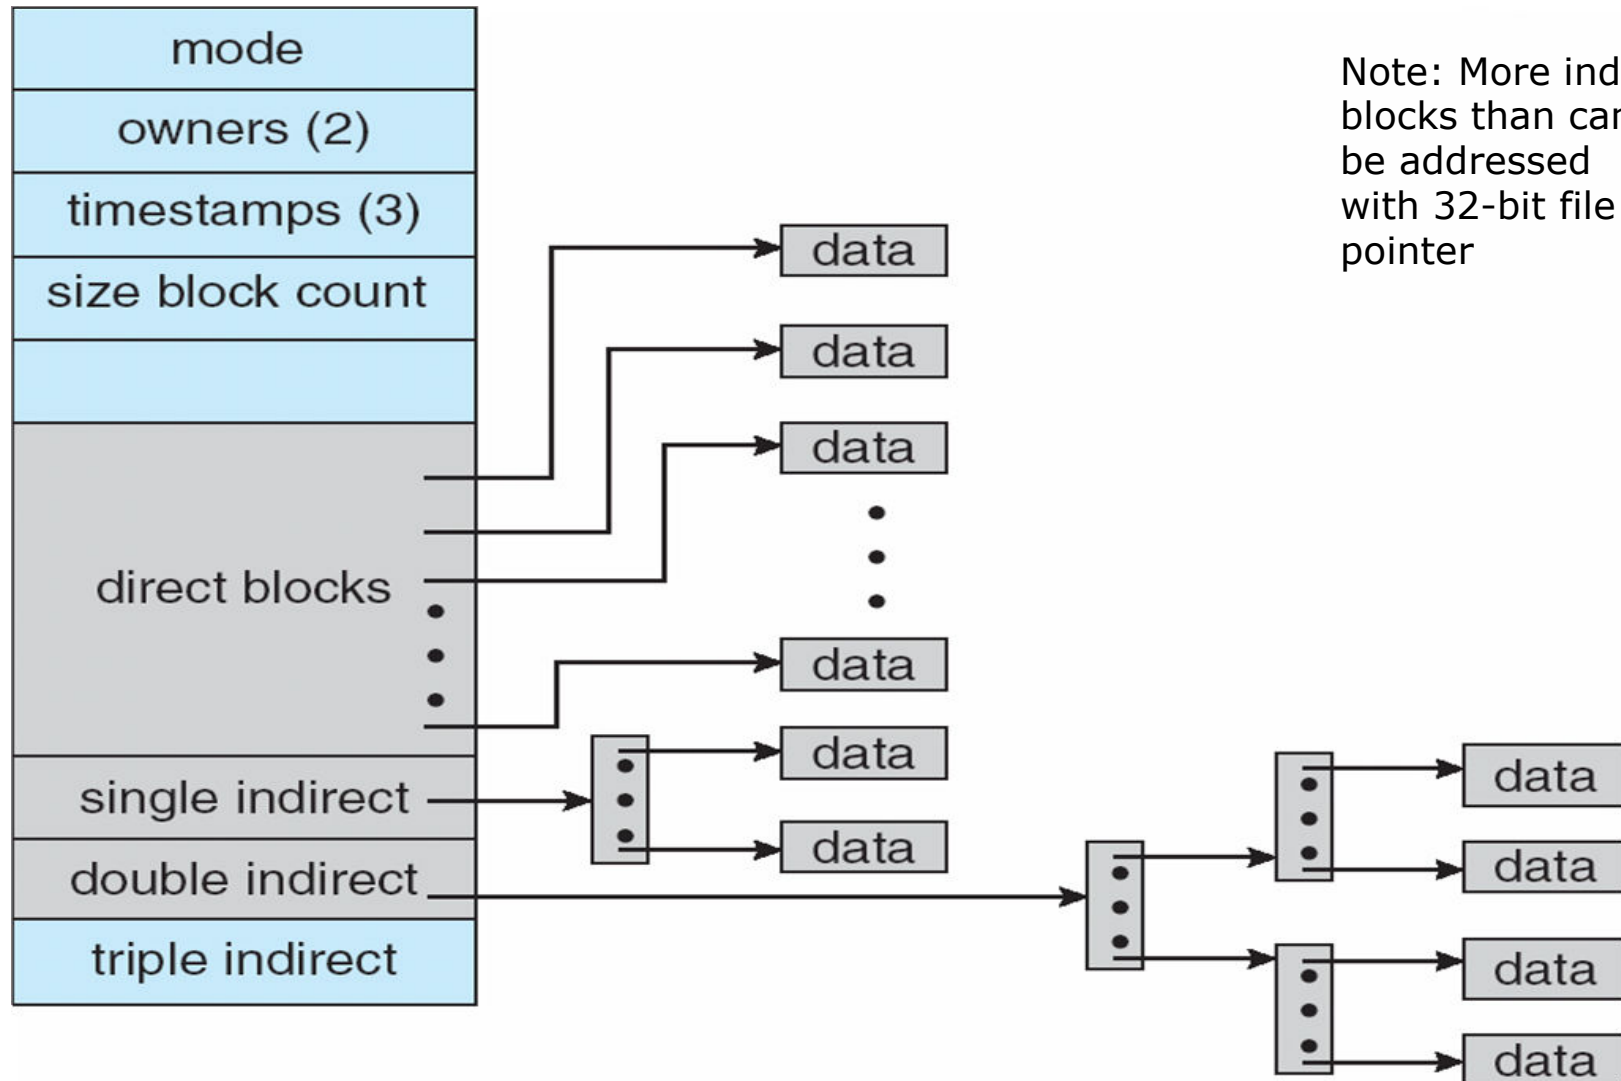 mode
owners (2)
timestamps (3)
size block count
direct blocks
single indirect
double indirect
triple indirect
data
data
data
data
data
data
data
data
data
data
Note: More ind
blocks than
be addressed
with 32-bit file
pointer